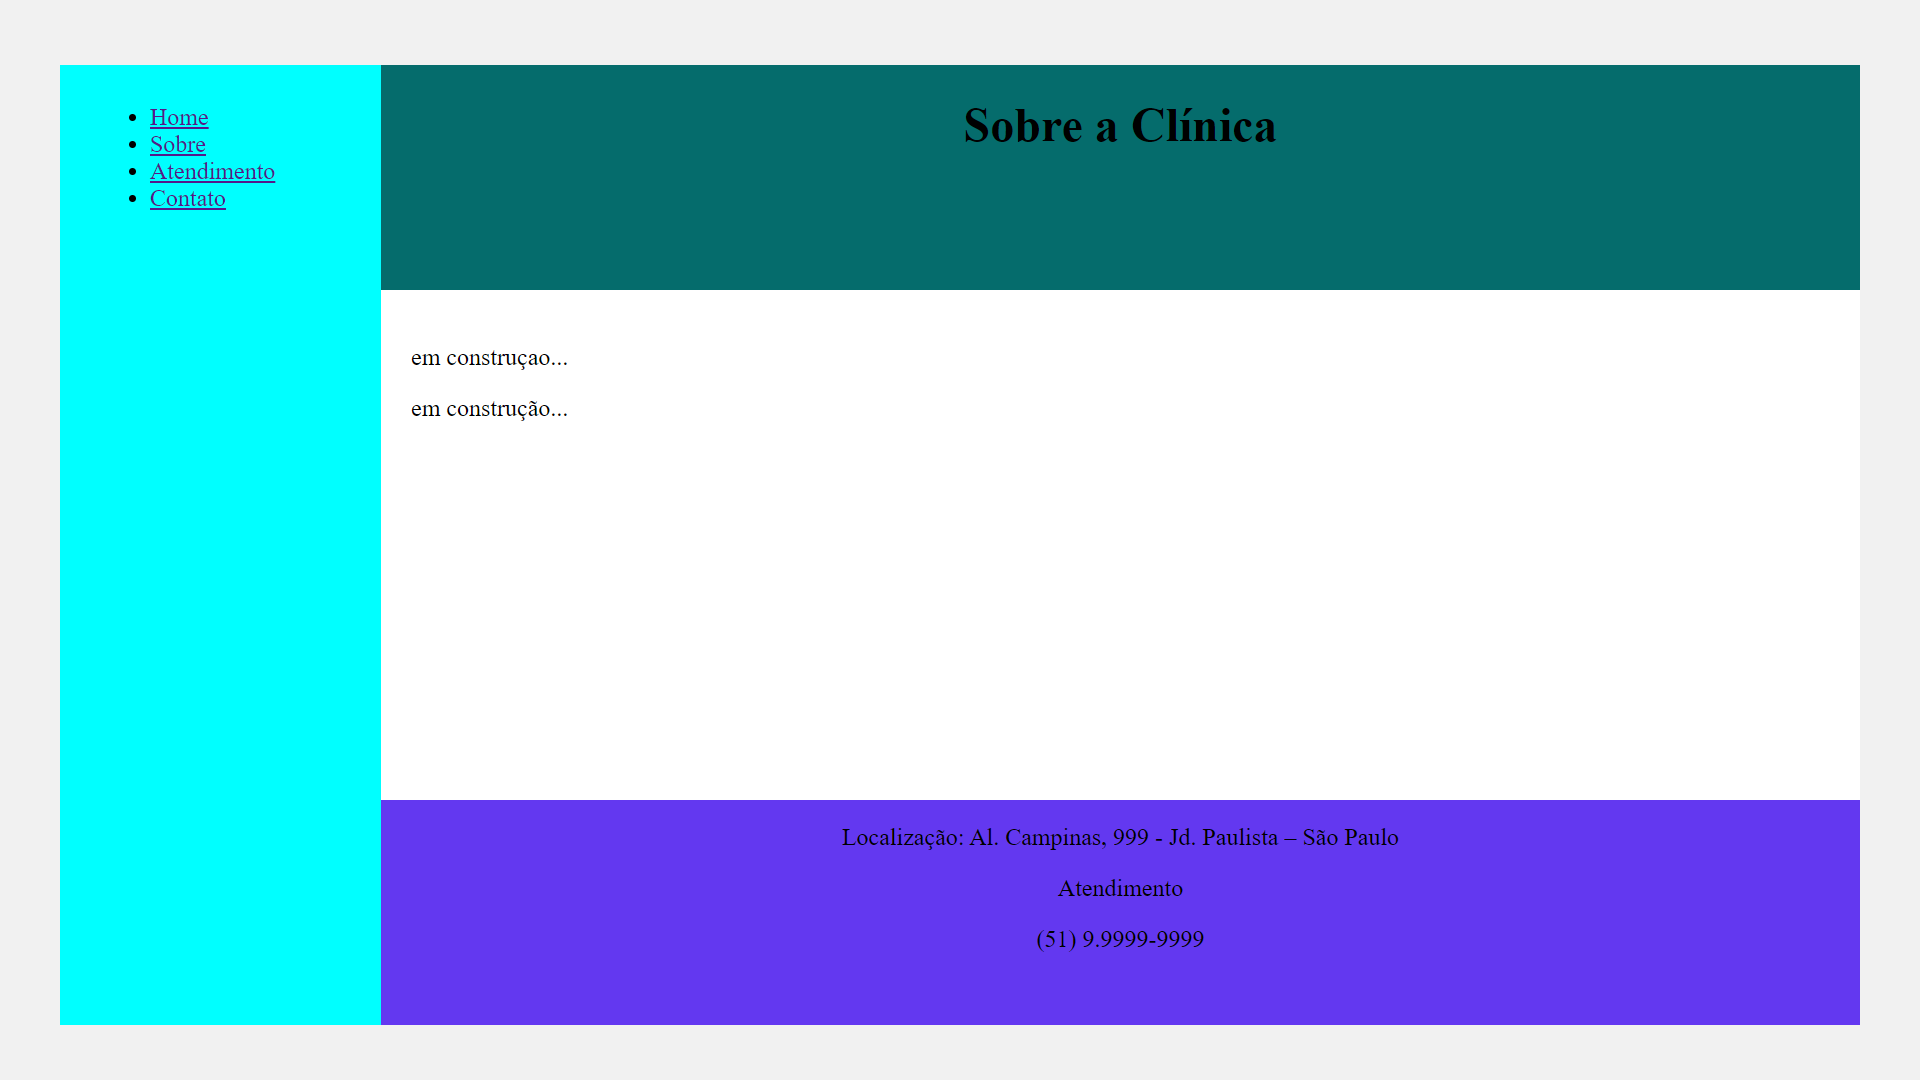 Home
Sobre
Atendimento
Contato
Sobre a Clínica
em construçao...
em construção...
Localização: Al. Campinas, 999 - Jd. Paulista – São Paulo
Atendimento
(51) 9.9999-9999